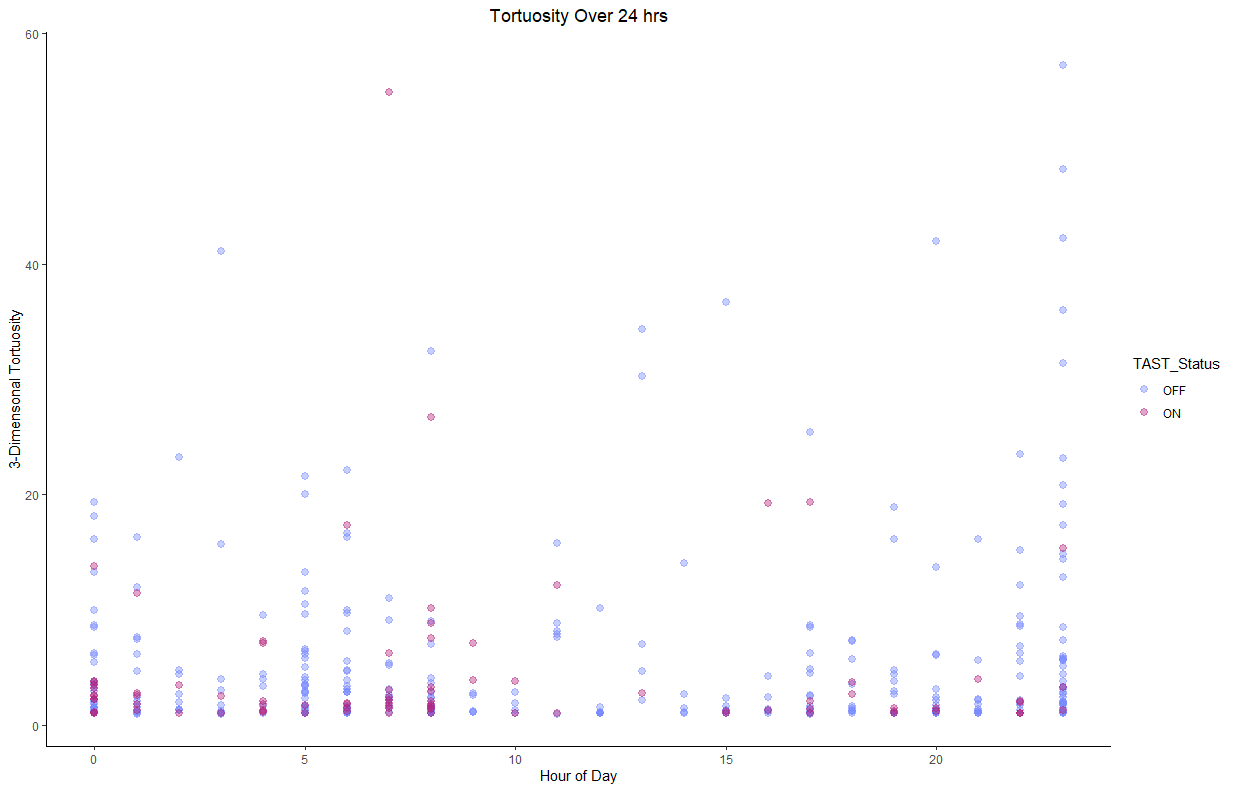 Tortuosity Over 24 hrs
60
40
20
0
3-Dimensonal Tortuosity
0 5 10 15 20
Hour of Day
TAST_Status
OFF
ON